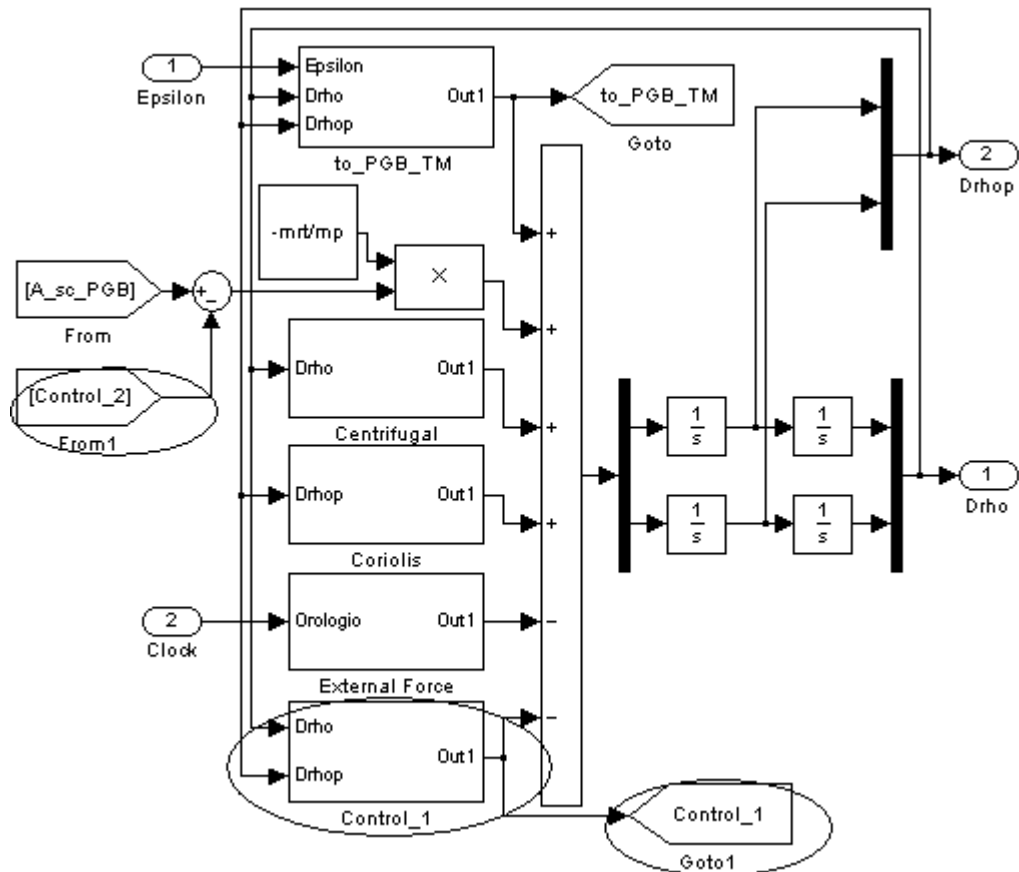 1
Epsilon
Epsilon
Drho
Drhop
Out1
to_PGB_TM
to_PGB_TM
Goto
2
Drhop
-mrt/mp
×
[A_sc_PGB]
From
+
-
[Control_2]
From1
Drho
Out1
Centrifugal
Drhop
Out1
Coriolis
2
Clock
Orologio
Out1
External Force
Drho
Drhop
Out1
Control_1
+
+
+
+
-
-
1
s
1
s
1
s
1
s
1
Drho
Control_1
Goto1